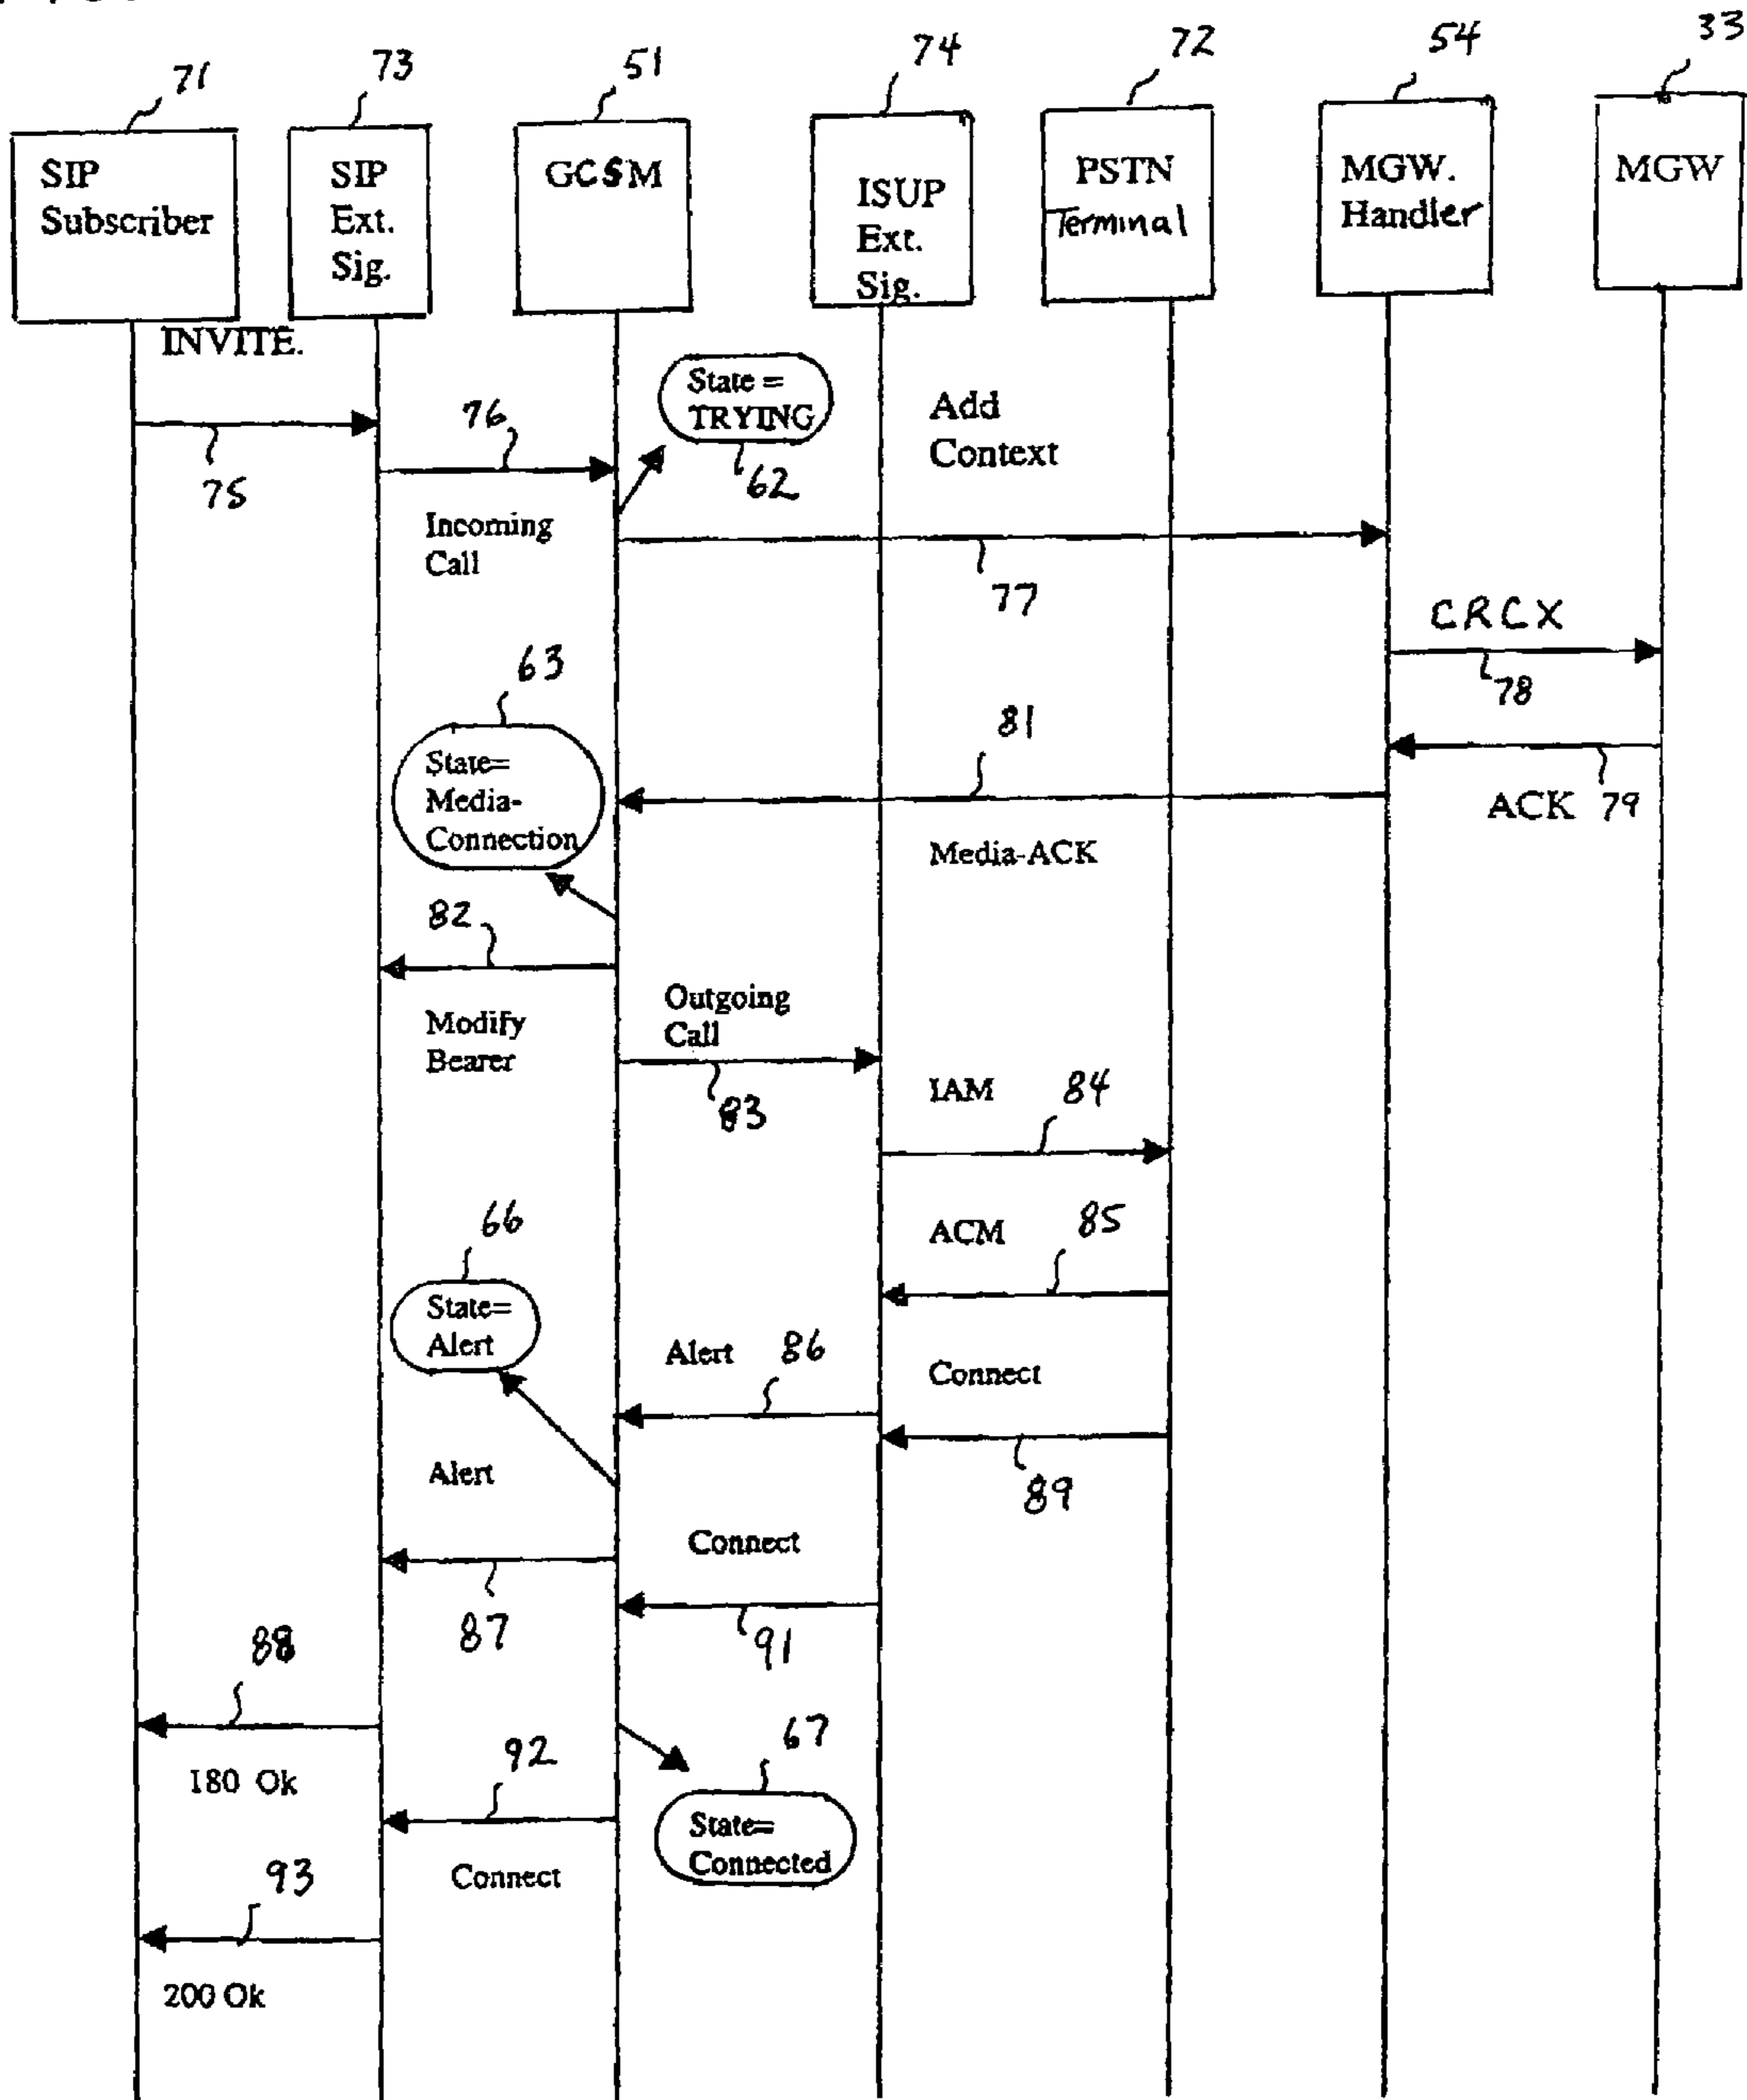 71
73
51
74
72
54
33
SIP
Subscriber
SIP
Ext.
Sig.
GCSM
ISUP
Ext.
Sig.
PSTN
Terminal
MGW.
Handler
MGW
INVITE.
75
76
Incoming
Call
State =
TRYING
62
Add
Context
77
CRCX
78
ACK 79
81
Media-ACK
63
State=
Media-
Connection
82
Modify
Bearer
Outgoing
Call
83
IAM 84
ACM 85
66
State=
Alert
Alert 86
Connect
89
Alert
87
Connect
91
88
180 Ok
67
State=
Connected
92
Connect
93
200 Ok